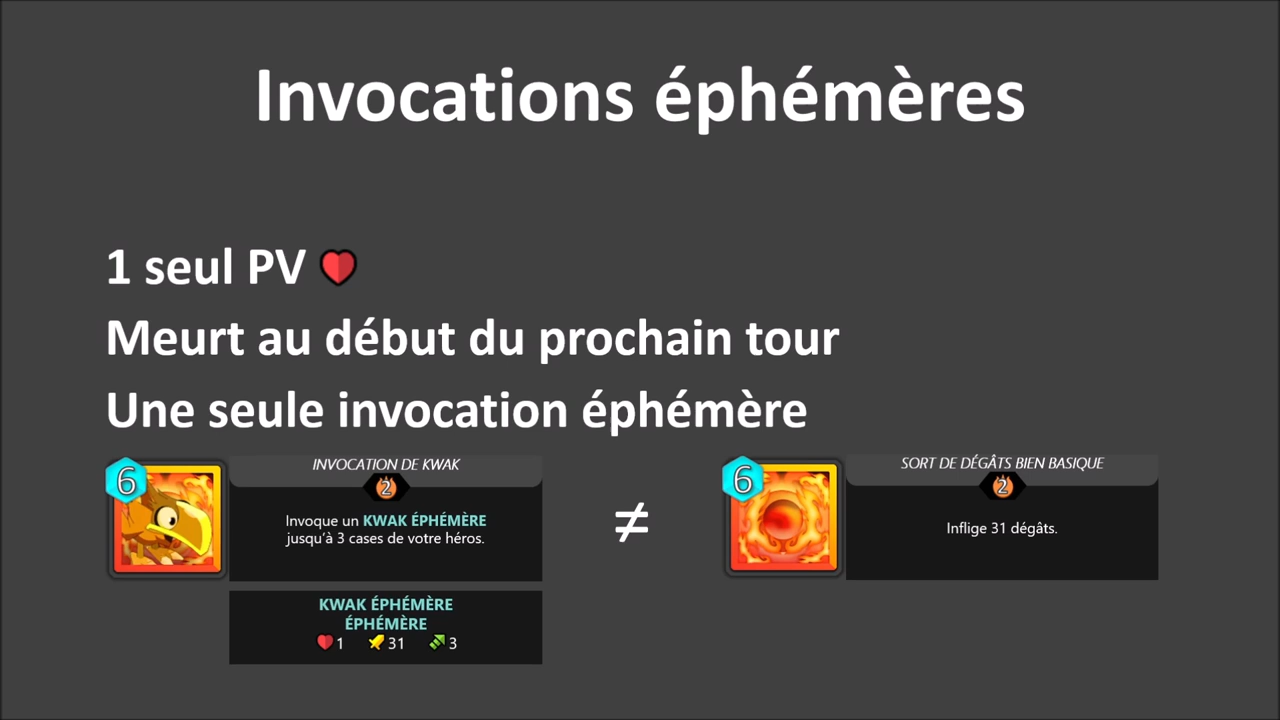 Invocations éphémères
1 seul PV
Meurt au début du prochain tour
Une seule invocation éphémère
6
INVOCATION DE KWAK
2
Invoque un KWAK ÉPHÉMÈRE
jusqu'à 3 cases de votre héros.
KWAK ÉPHÉMÈRE
ÉPHÉMÈRE
1 31 3
≠
6
SORT DE DÉGÂTS BIEN BASIQUE
2
Inflige 31 dégâts.